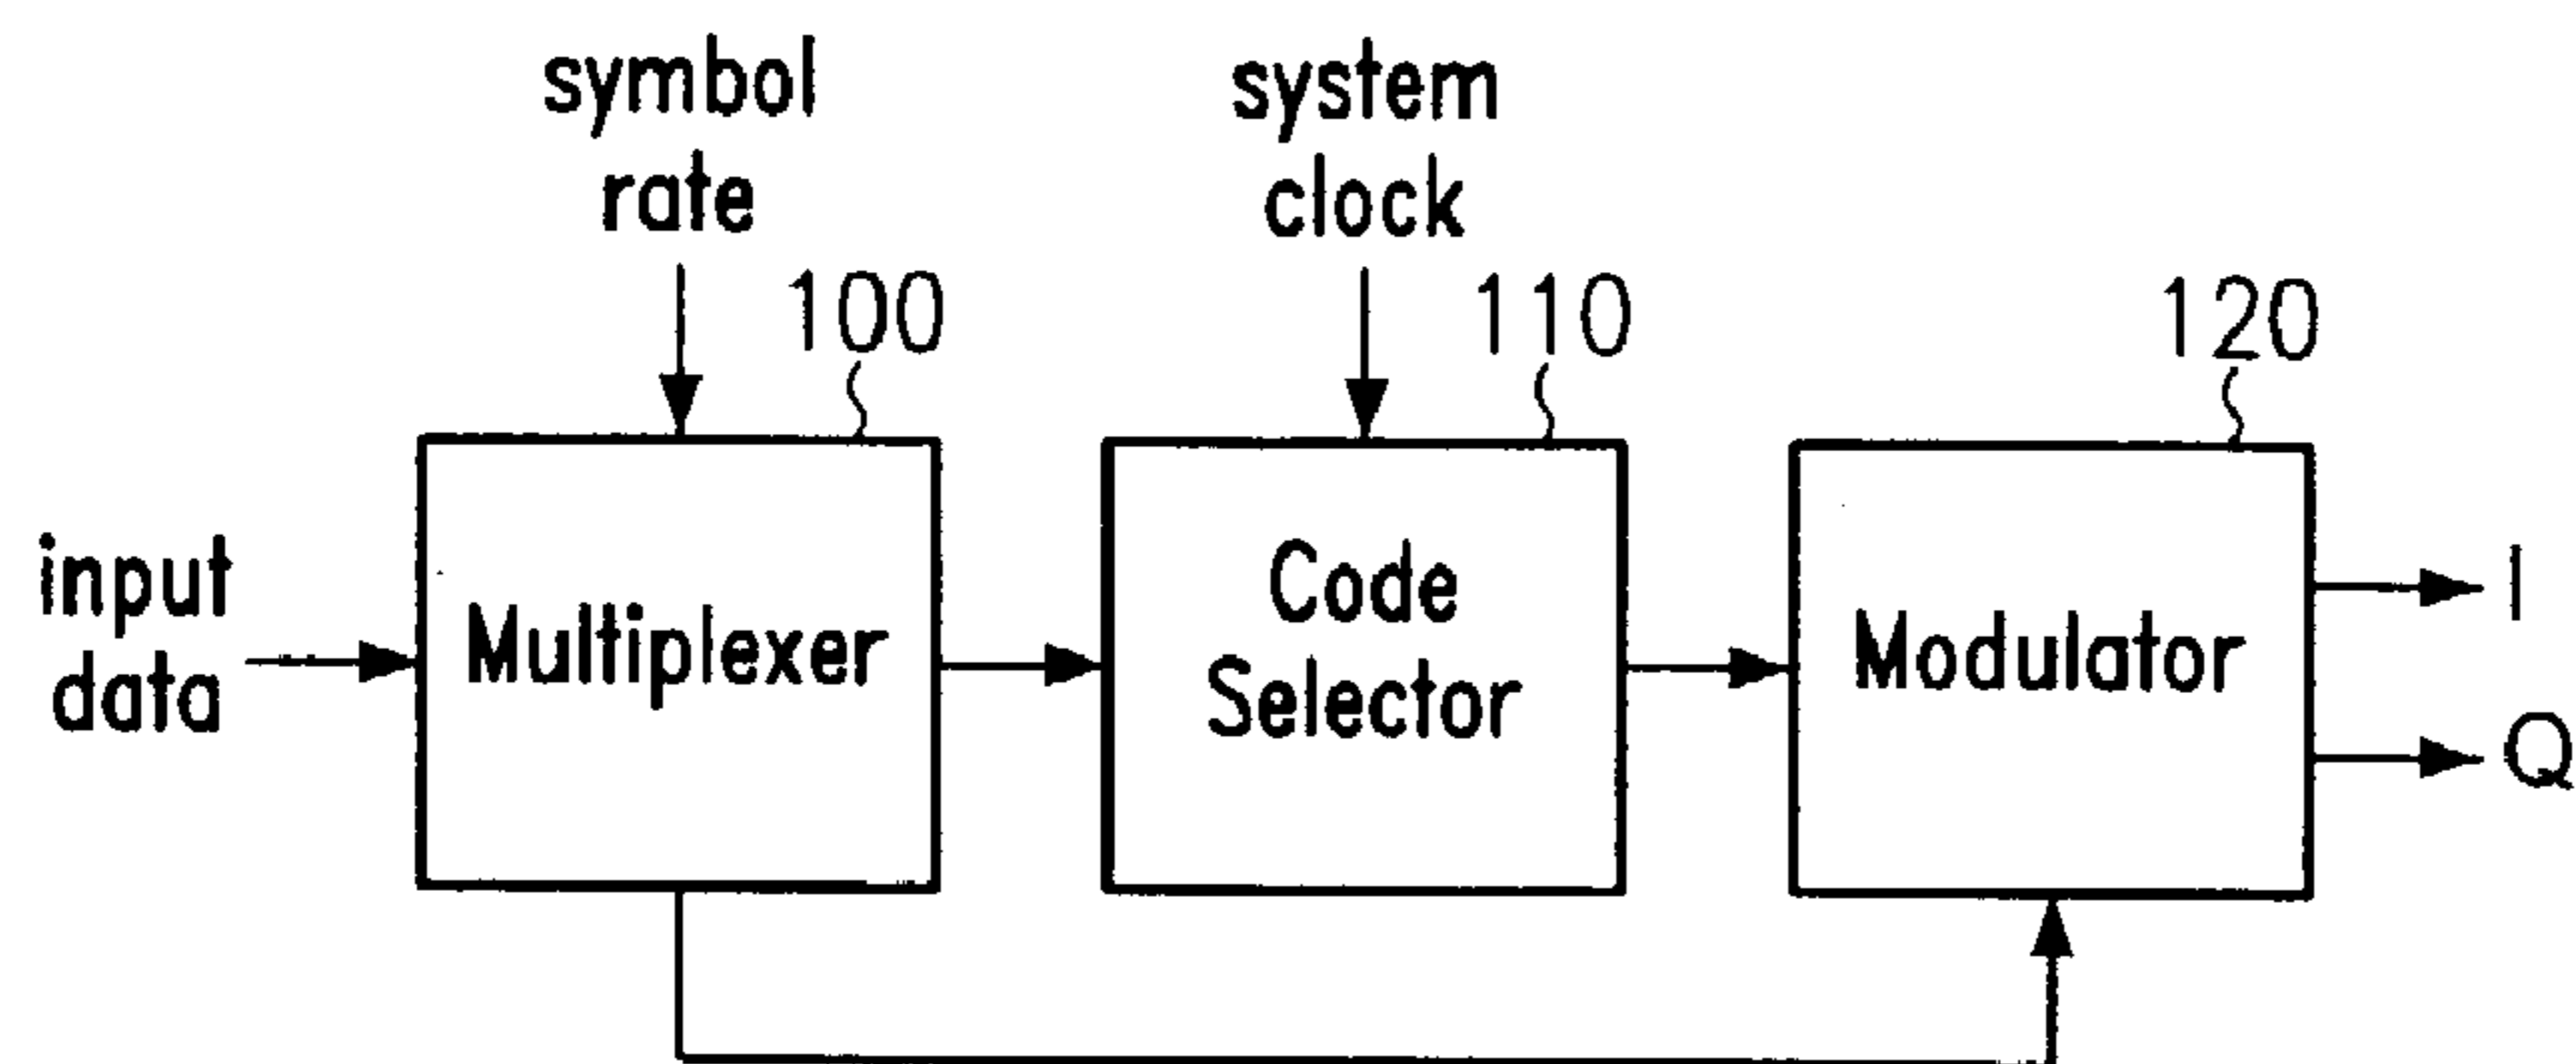 symbol
rate
system
clock
100
110
120
input
data
Multiplexer
Code
Selector
Modulator
I
Q